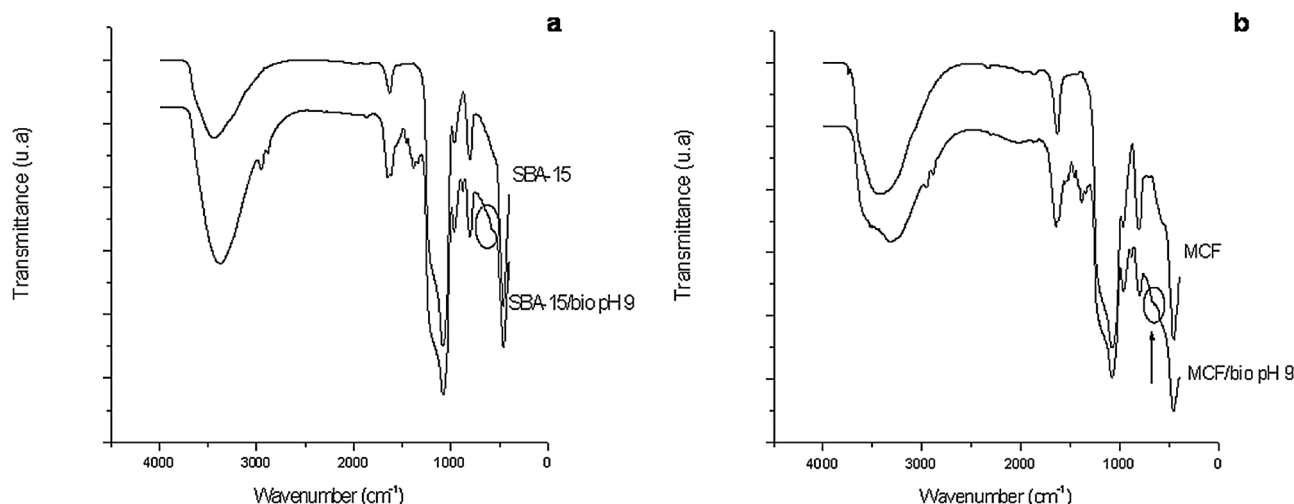 a
Transmittance (u.a)
SBA-15
SBA-15/bio pH 9
4000 3000 2000 1000 0
Wavenumber (cm⁻¹)
b
Transmittance (u.a)
MCF
MCF/bio pH 9
4000 3000 2000 1000 0
Wavenumber (cm⁻¹)